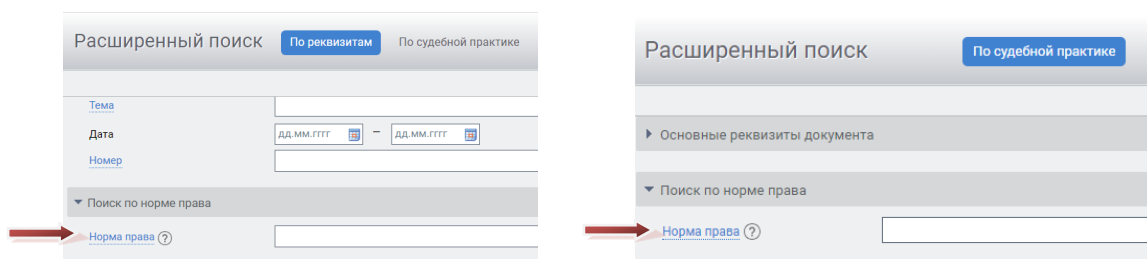 Расширенный поиск По реквизитам По судебной практике
Тема
Дата дд.мм.гггг – дд.мм.гггг
Номер
Поиск по норме права
Норма права ?
Расширенный поиск По судебной практике
Основные реквизиты документа
Поиск по норме права
Норма права ?